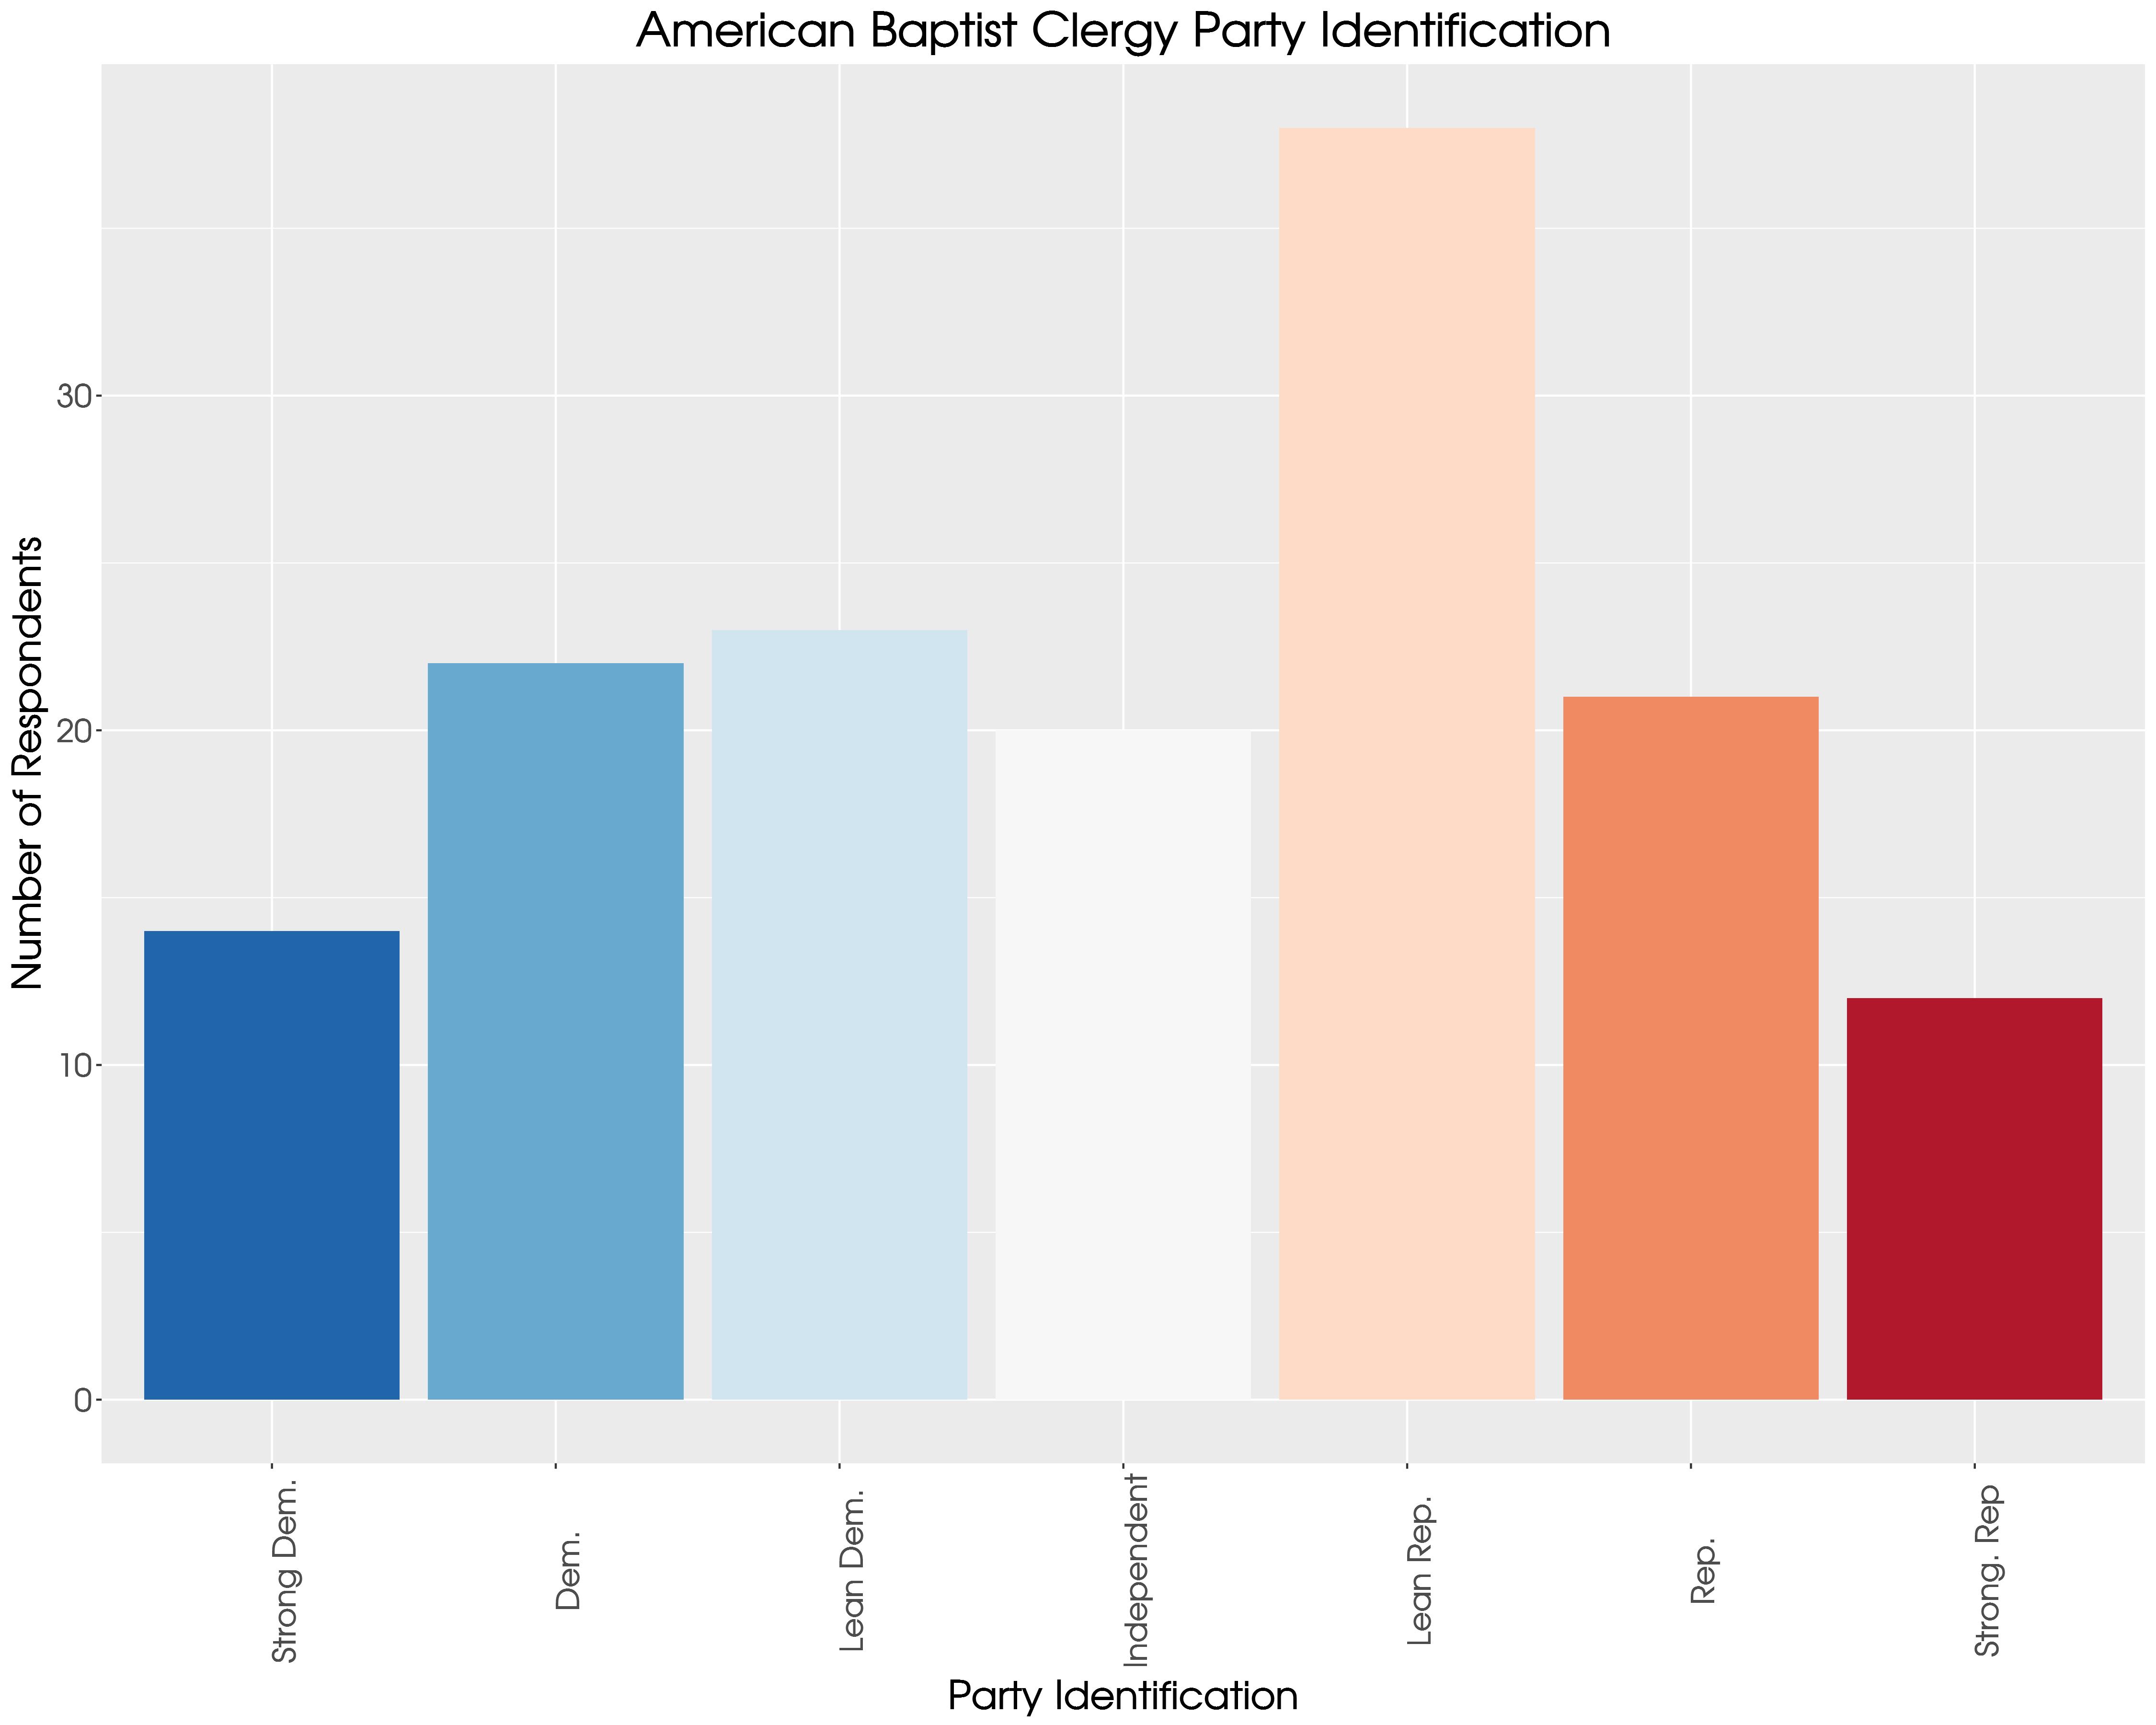 American Baptist Clergy Party Identification
Number of Respondents
30
20
10
0
Strong Dem.
Dem.
Lean Dem.
Independent
Lean Rep.
Rep.
Strong. Rep
Party Identification